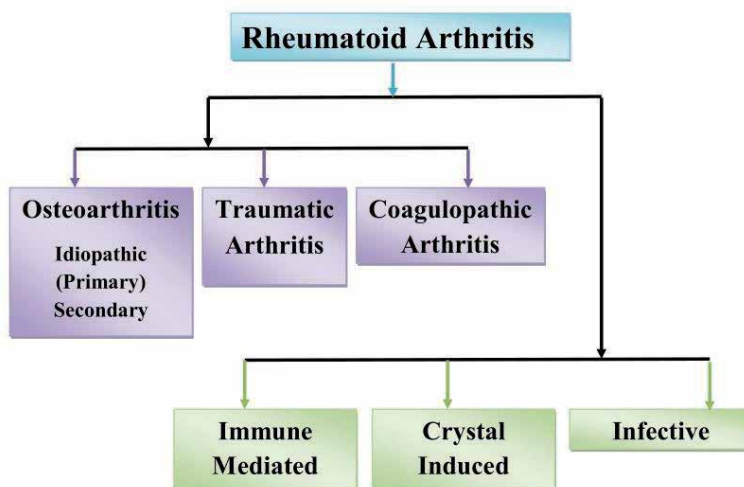 Rheumatoid Arthritis
Osteoarthritis
Idiopathic
(Primary)
Secondary
Traumatic
Arthritis
Coagulopathic
Arthritis
Immune
Mediated
Crystal
Induced
Infective